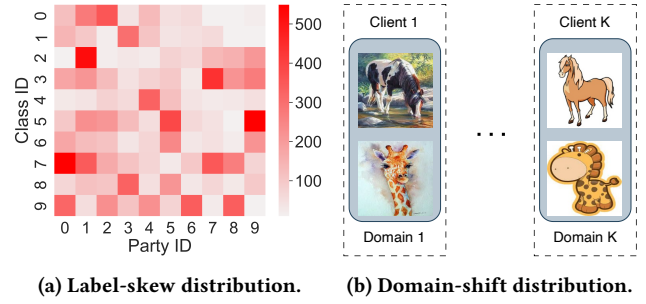 0
1
2
3
4
5
6
7
8
9
Class ID
0 1 2 3 4 5 6 7 8 9
Party ID
500
400
300
200
100
(a) Label-skew distribution.
Client 1
Domain 1
...
Client K
Domain K
(b) Domain-shift distribution.